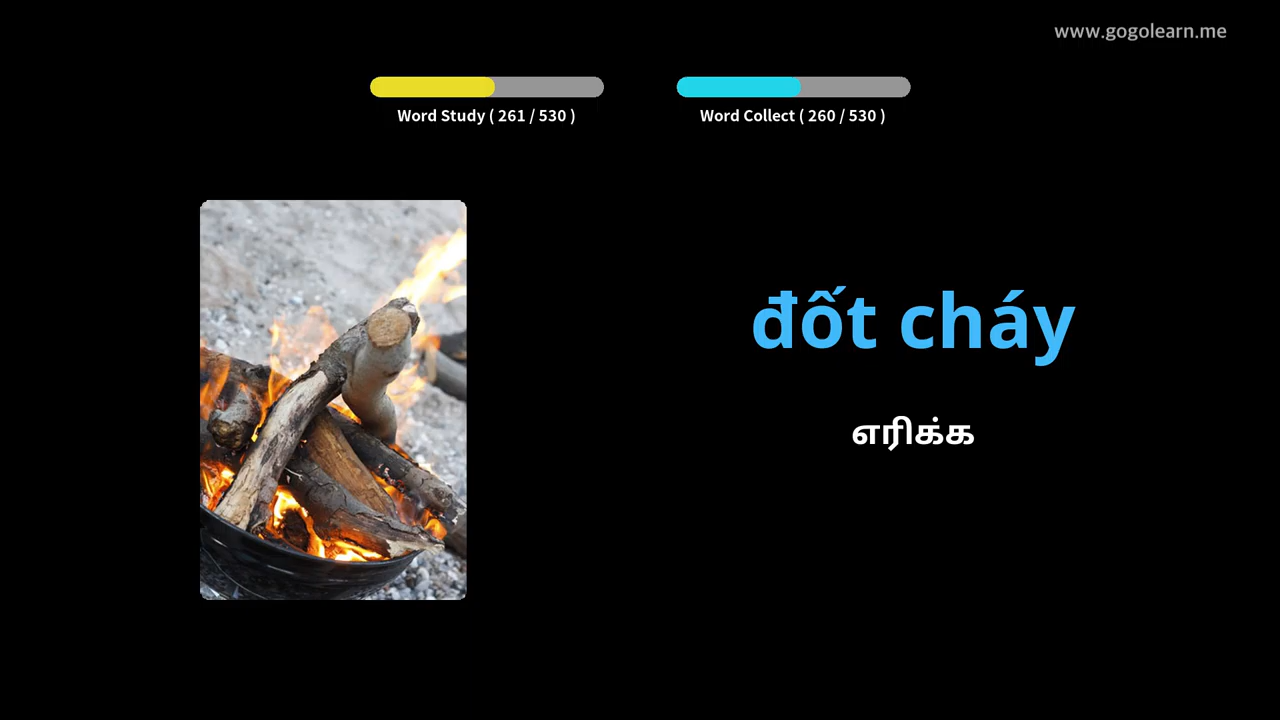 www.gogolearn.me
Word Study ( 261 / 530 )
Word Collect ( 260 / 530 )
đốt cháy
எரிக்க